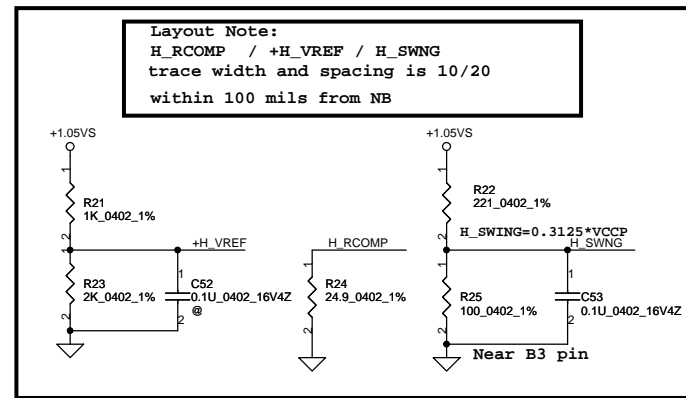 Layout Note:
H_RCOMP / +H_VREF / H_SWNG
trace width and spacing is 10/20
within 100 mils from NB
+1.05VS
1
R21
1K_0402_1%
2
+H_VREF
1
R23
2K_0402_1%
2
1
C52
0.1U_0402_16V4Z
@
2
H_RCOMP
1
R24
24.9_0402_1%
2
+1.05VS
1
R22
221_0402_1%
2
H_SWING=0.3125*VCCP
H_SWNG
1
R25
100_0402_1%
2
1
C53
0.1U_0402_16V4Z
2
Near B3 pin